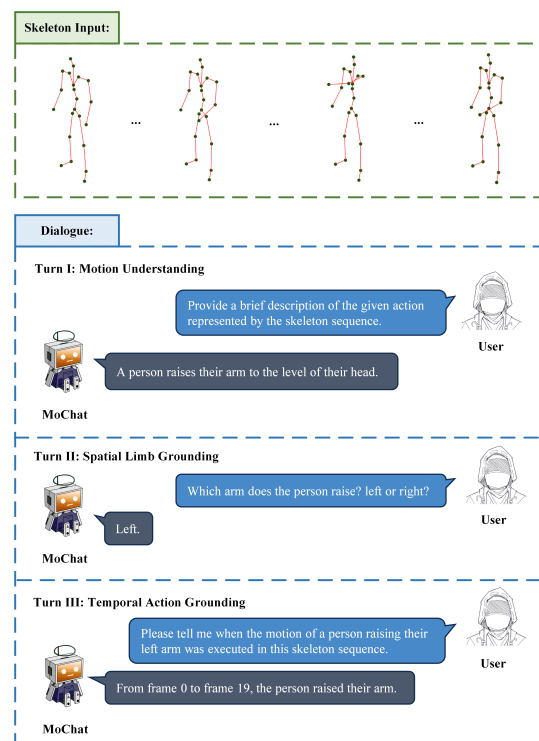 Skeleton Input:
...
...
...
Dialogue:
Turn I: Motion Understanding
Provide a brief description of the given action
represented by the skeleton sequence.
User
A person raises their arm to the level of their head.
MoChat
Turn II: Spatial Limb Grounding
Which arm does the person raise? left or right?
User
Left.
MoChat
Turn III: Temporal Action Grounding
Please tell me when the motion of a person raising their
left arm was executed in this skeleton sequence.
User
From frame 0 to frame 19, the person raised their arm.
MoChat